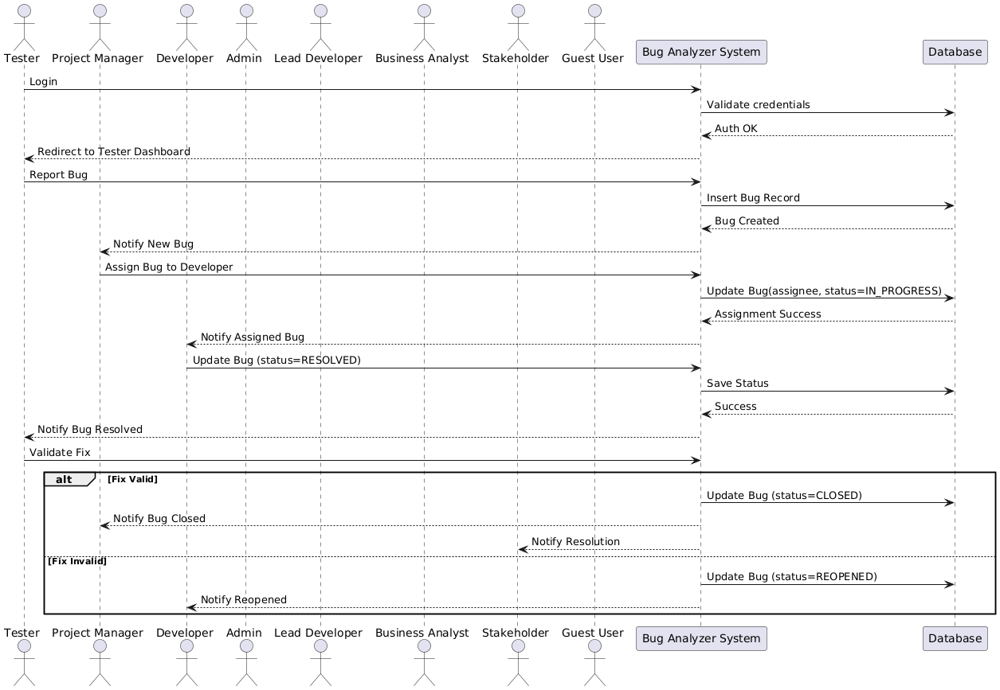 Tester Project Manager Developer Admin Lead Developer Business Analyst Stakeholder Guest User Bug Analyzer System Database
Login
Validate credentials
Auth OK
Redirect to Tester Dashboard
Report Bug
Insert Bug Record
Bug Created
Notify New Bug
Assign Bug to Developer
Update Bug(assignee, status=IN_PROGRESS)
Assignment Success
Notify Assigned Bug
Update Bug (status=RESOLVED)
Save Status
Success
Notify Bug Resolved
Validate Fix
alt [Fix Valid]
Update Bug (status=CLOSED)
Notify Bug Closed
Notify Resolution
[Fix Invalid]
Update Bug (status=REOPENED)
Notify Reopened
Tester Project Manager Developer Admin Lead Developer Business Analyst Stakeholder Guest User Bug Analyzer System Database